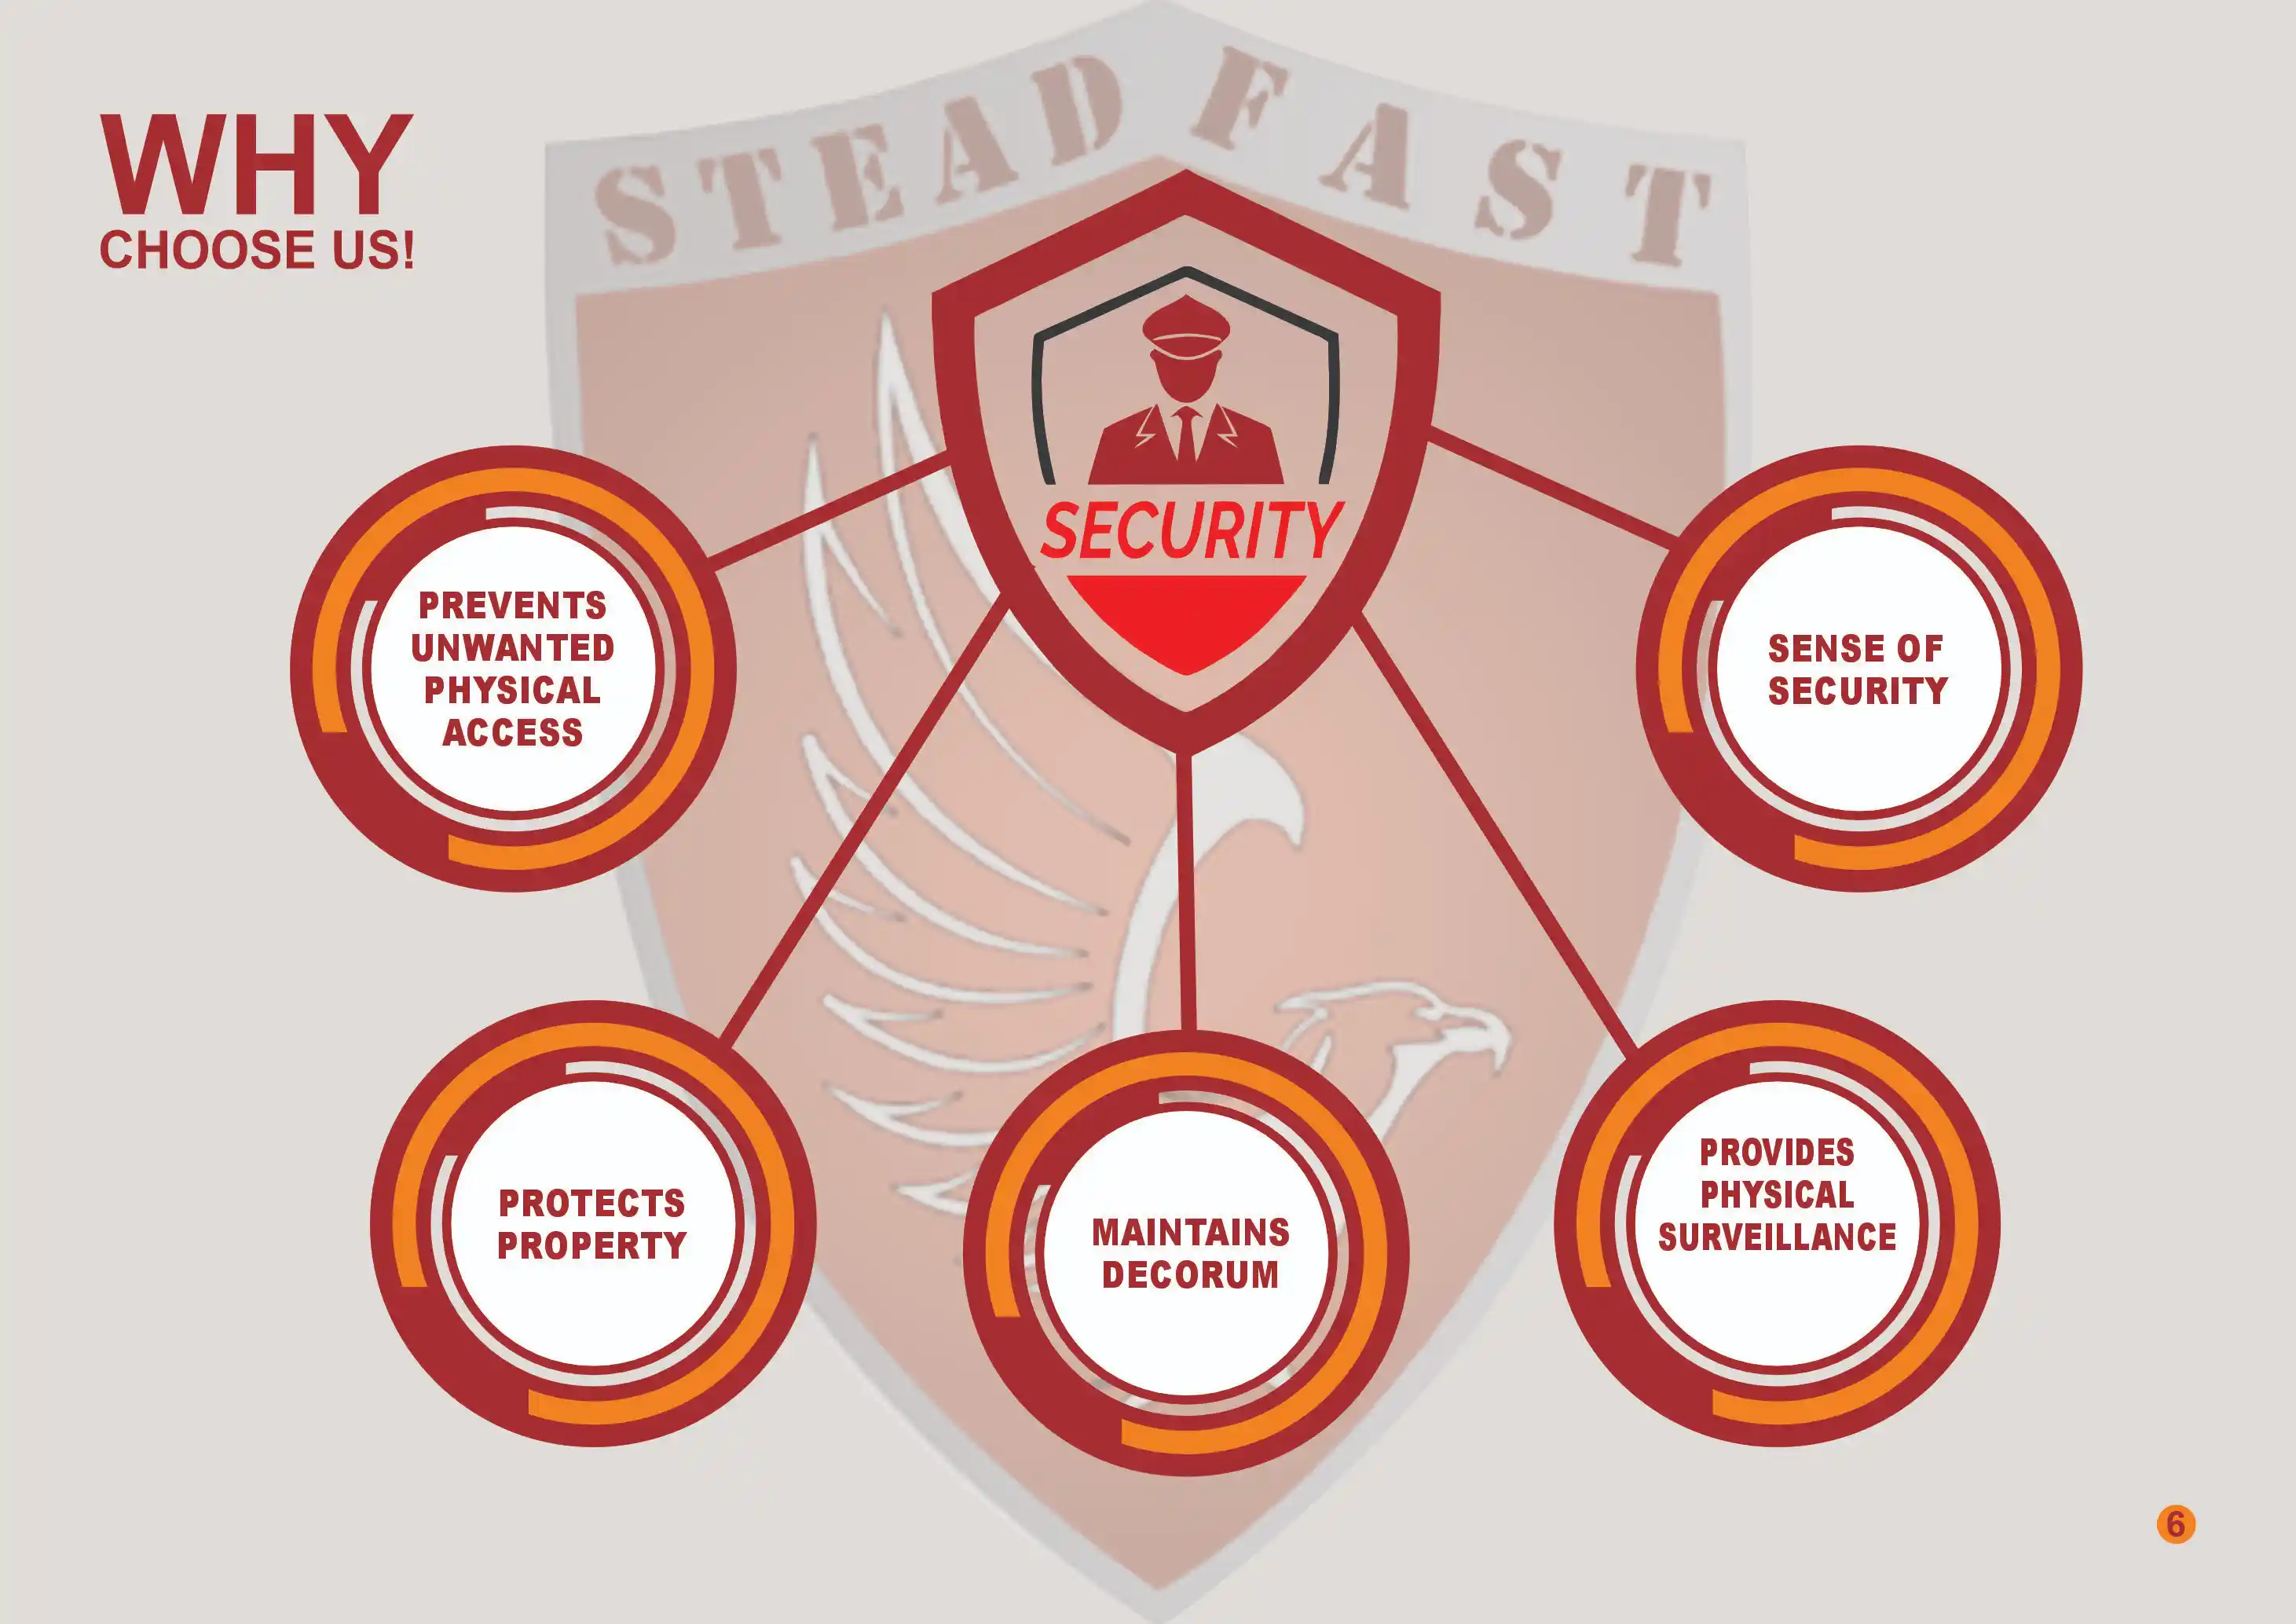 WHY
CHOOSE US!
STEAD FAST
SECURITY
PREVENTS
UNWANTED
PHYSICAL
ACCESS
SENSE OF
SECURITY
PROTECTS
PROPERTY
MAINTAINS
DECORUM
PROVIDES
PHYSICAL
SURVEILLANCE
6